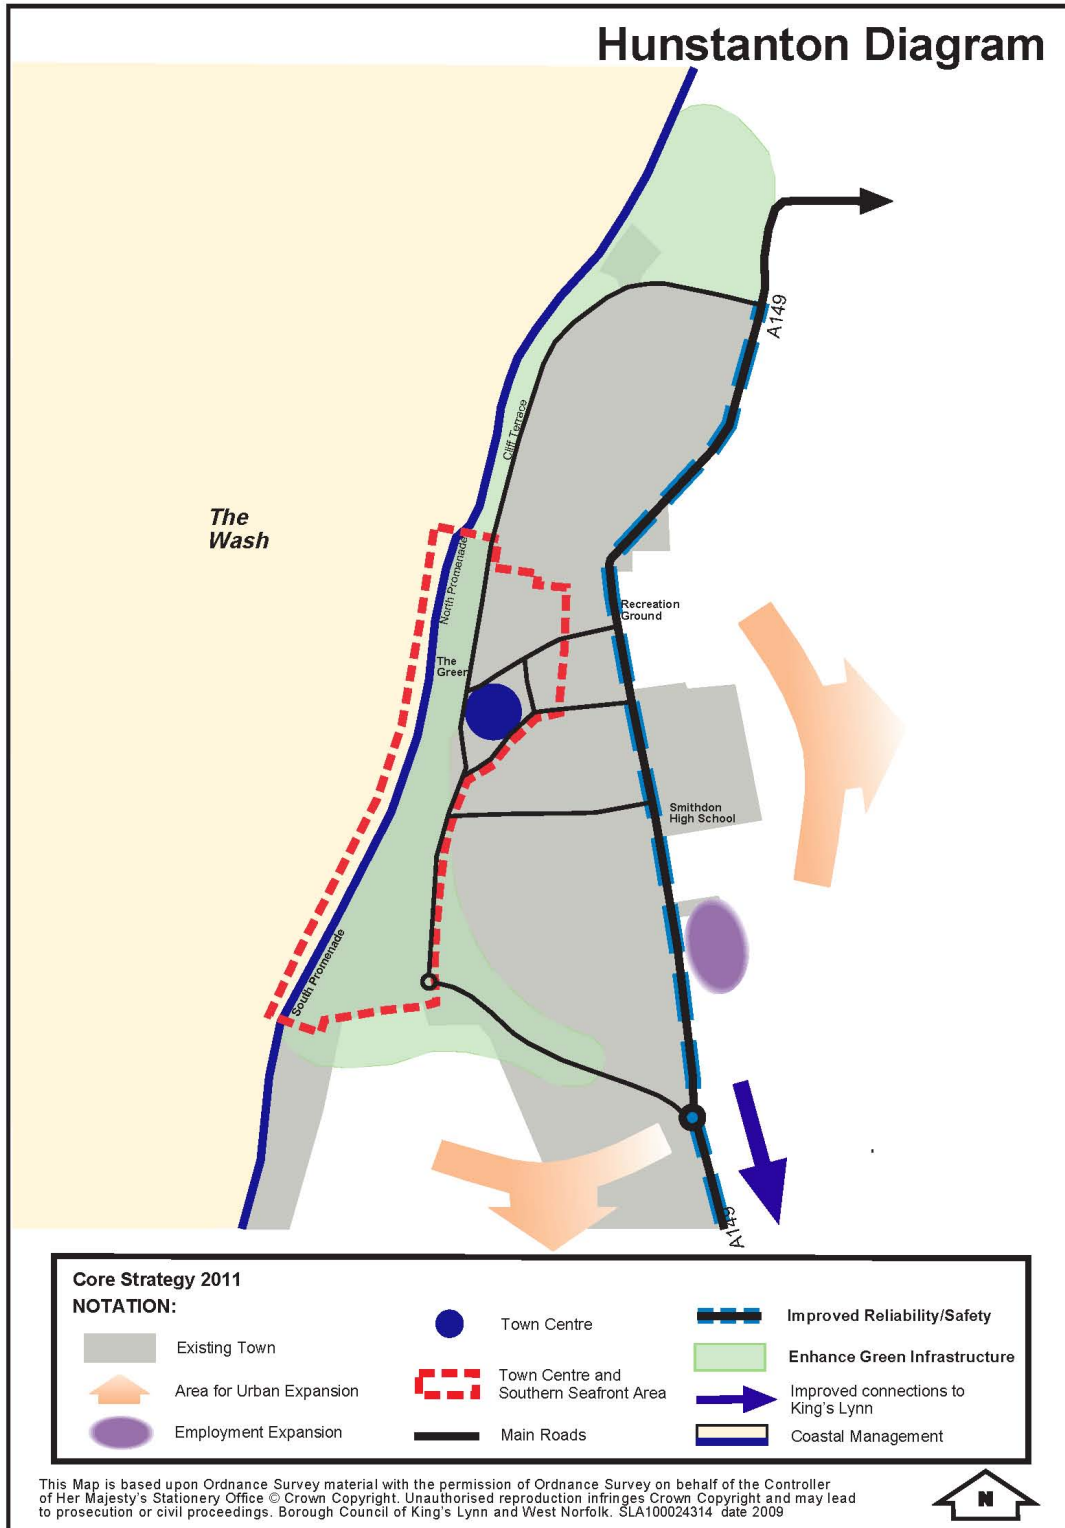 Hunstanton Diagram
A149
Cliff Terrace
The
Wash
North Promenade
Recreation
Ground
The
Green
Smithdon
High School
South Promenade
A149
Core Strategy 2011
NOTATION:
Existing Town
Area for Urban Expansion
Employment Expansion
Town Centre
Town Centre and
Southern Seafront Area
Main Roads
Improved Reliability/Safety
Enhance Green Infrastructure
Improved connections to
King's Lynn
Coastal Management
This Map is based upon Ordnance Survey material with the permission of Ordnance Survey on behalf of the Controller
of Her Majesty's Stationery Office © Crown Copyright. Unauthorised reproduction infringes Crown Copyright and may lead
to prosecution or civil proceedings. Borough Council of King's Lynn and West Norfolk. SLA100024314 date 2009
N